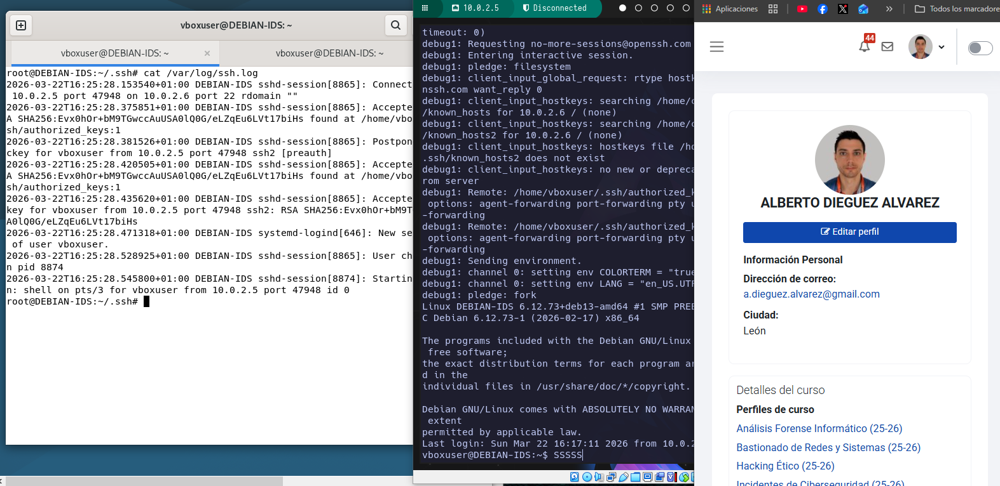 vboxuser@DEBIAN-IDS: ~
vboxuser@DEBIAN-IDS: ~ ×
vboxuser@DEBIAN-IDS: ~
root@DEBIAN-IDS:~/.ssh# cat /var/log/ssh.log
2026-03-22T16:25:28.153540+01:00 DEBIAN-IDS sshd-session[8865]: Connect
10.0.2.5 port 47948 on 10.0.2.6 port 22 rdomain ""
2026-03-22T16:25:28.375851+01:00 DEBIAN-IDS sshd-session[8865]: Accepte
A SHA256:Evx0hOr+bM9TGwccAuUSA0lQ0G/eLZqEu6LVt17biHs found at /home/vbo
sh/authorized_keys:1
2026-03-22T16:25:28.381526+01:00 DEBIAN-IDS sshd-session[8865]: Postpon
ckey for vboxuser from 10.0.2.5 port 47948 ssh2 [preauth]
2026-03-22T16:25:28.420505+01:00 DEBIAN-IDS sshd-session[8865]: Accepte
A SHA256:Evx0hOr+bM9TGwccAuUSA0lQ0G/eLZqEu6LVt17biHs found at /home/vbo
sh/authorized_keys:1
2026-03-22T16:25:28.435620+01:00 DEBIAN-IDS sshd-session[8865]: Accepte
key for vboxuser from 10.0.2.5 port 47948 ssh2: RSA SHA256:Evx0hOr+bM9T
A0lQ0G/eLZqEu6LVt17biHs
2026-03-22T16:25:28.471318+01:00 DEBIAN-IDS systemd-logind[646]: New se
of user vboxuser.
2026-03-22T16:25:28.528925+01:00 DEBIAN-IDS sshd-session[8865]: User ch
n pid 8874
2026-03-22T16:25:28.545800+01:00 DEBIAN-IDS sshd-session[8874]: Startin
n: shell on pts/3 for vboxuser from 10.0.2.5 port 47948 id 0
root@DEBIAN-IDS:~/.ssh#
10.0.2.5 Disconnected
timeout: 0)
debug1: Requesting no-more-sessions@openssh.com
debug1: Entering interactive session.
debug1: pledge: filesystem
debug1: client_input_global_request: rtype hostk
nssh.com want_reply 0
debug1: client_input_hostkeys: searching /home/c
/known_hosts for 10.0.2.6 / (none)
debug1: client_input_hostkeys: searching /home/c
/known_hosts2 for 10.0.2.6 / (none)
debug1: client_input_hostkeys: hostkeys file /ho
.ssh/known_hosts2 does not exist
debug1: client_input_hostkeys: no new or depreca
rom server
debug1: Remote: /home/vboxuser/.ssh/authorized_k
options: agent-forwarding port-forwarding pty u
-forwarding
debug1: Remote: /home/vboxuser/.ssh/authorized_k
options: agent-forwarding port-forwarding pty u
-forwarding
debug1: Sending environment.
debug1: channel 0: setting env COLORTERM = "true
debug1: channel 0: setting env LANG = "en_US.UTF
debug1: pledge: fork
Linux DEBIAN-IDS 6.12.73+deb13-amd64 #1 SMP PREE
C Debian 6.12.73-1 (2026-02-17) x86_64
The programs included with the Debian GNU/Linux
free software;
the exact distribution terms for each program ar
d in the
individual files in /usr/share/doc/*/copyright.
Debian GNU/Linux comes with ABSOLUTELY NO WARRAN
extent
permitted by applicable law.
Last login: Sun Mar 22 16:17:11 2026 from 10.0.2
vboxuser@DEBIAN-IDS:~$ SSSSS
Aplicaciones » Todos los marcadore
44
ALBERTO DIEGUEZ ALVAREZ
Editar perfil
Información Personal
Dirección de correo:
a.dieguez.alvarez@gmail.com
Ciudad:
León
Detalles del curso
Perfiles de curso
Análisis Forense Informático (25-26)
Bastionado de Redes y Sistemas (25-26)
Hacking Ético (25-26)
Incidentes de Ciberseguridad (25-26)